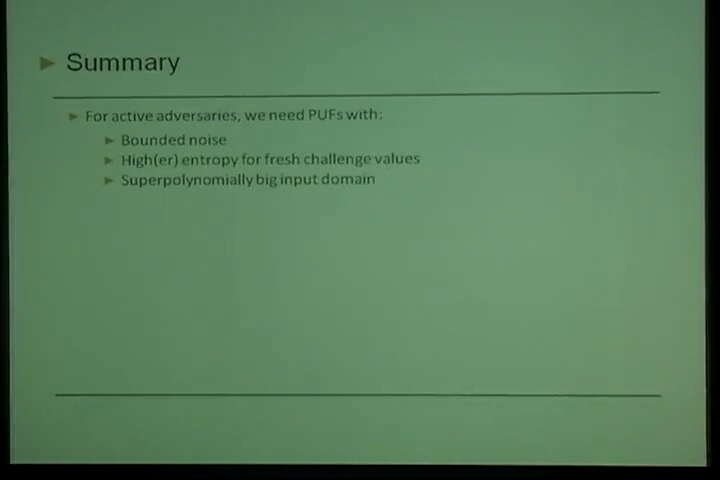 Summary
For active adversaries, we need PUFs with:
Bounded noise
High(er) entropy for fresh challenge values
Superpolynomially big input domain